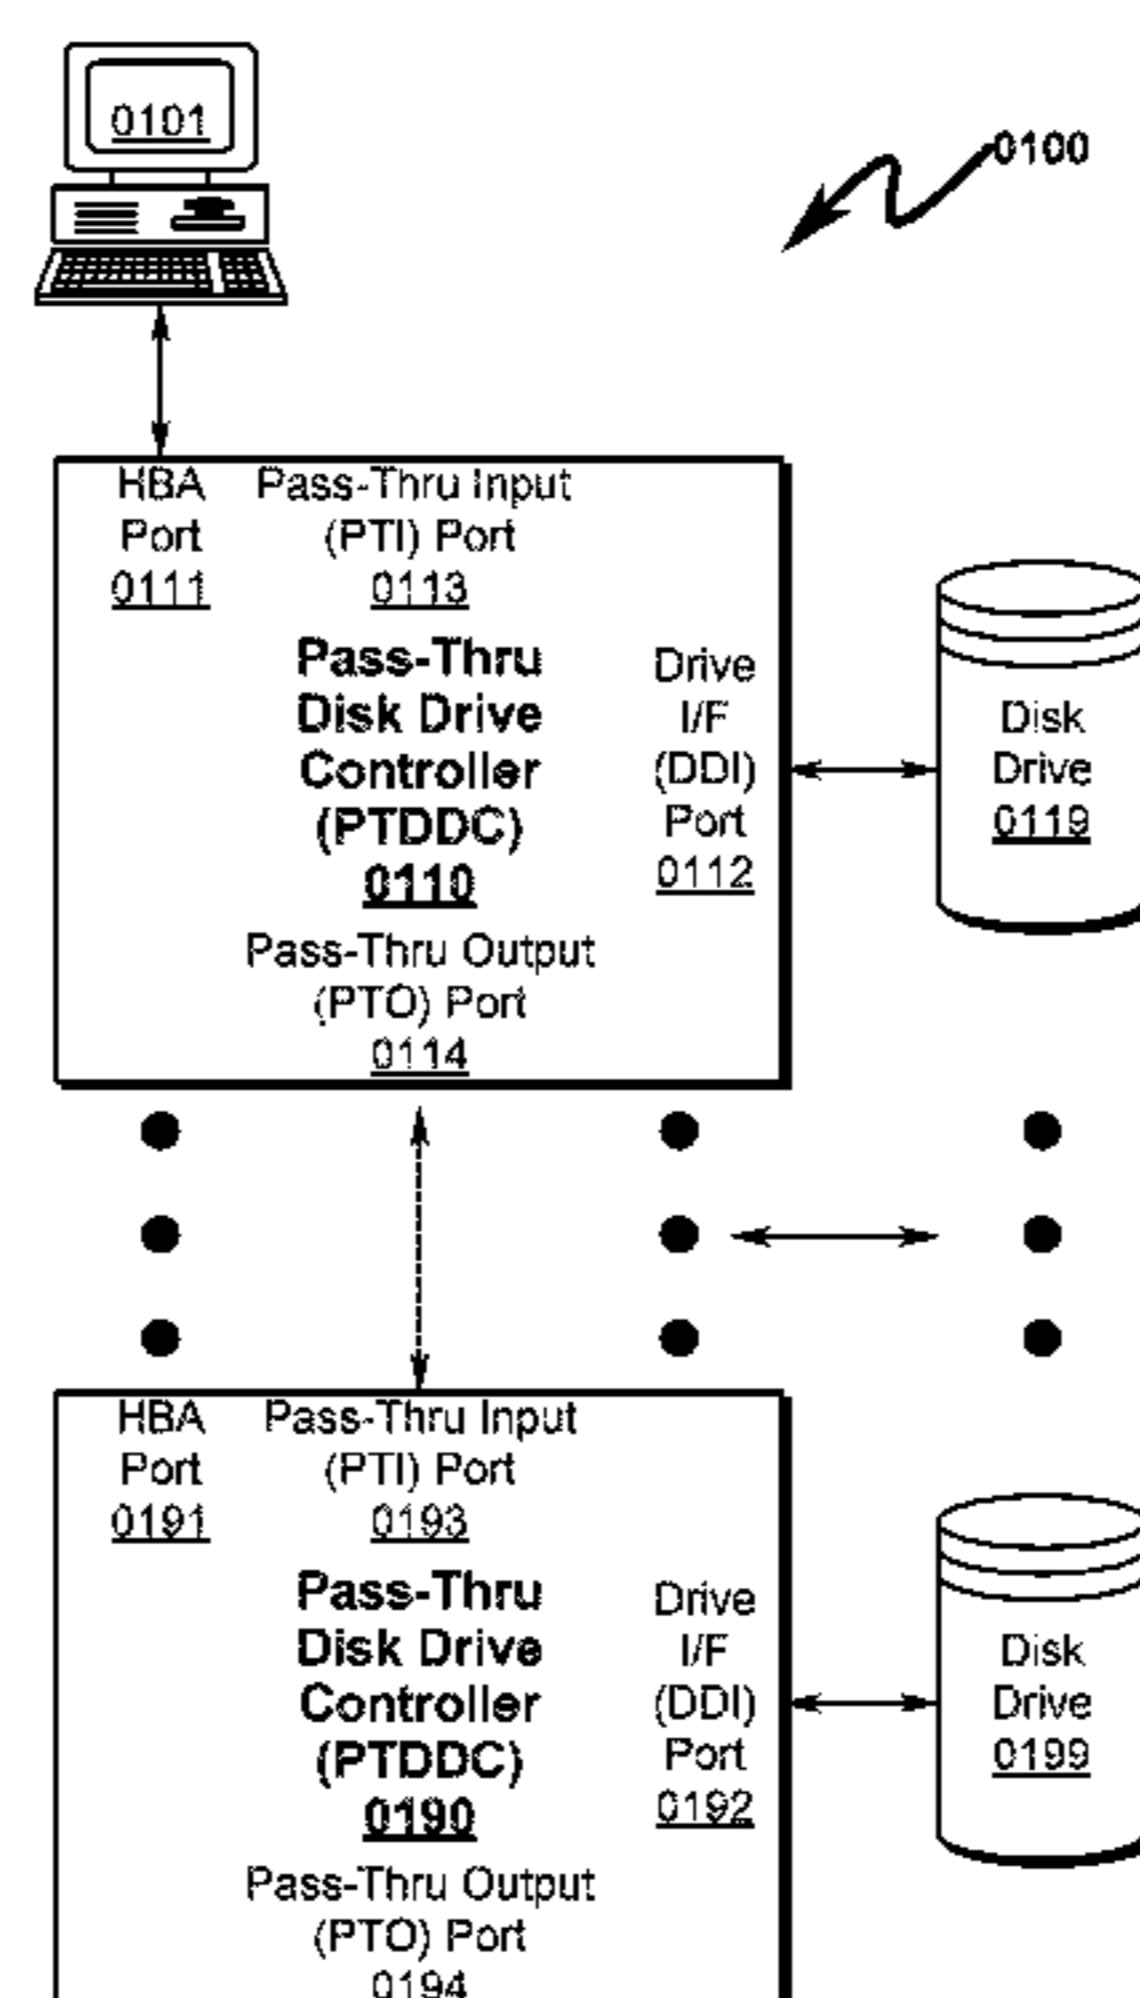 0101
0100
HBA
Port
0111
Pass-Thru Input
(PTI) Port
0113
Pass-Thru
Disk Drive
Controller
(PTDDC)
0110
Drive
I/F
(DDI)
Port
0112
Disk
Drive
0119
Pass-Thru Output
(PTO) Port
0114
HBA
Port
0191
Pass-Thru Input
(PTI) Port
0193
Pass-Thru
Disk Drive
Controller
(PTDDC)
0190
Drive
I/F
(DDI)
Port
0192
Disk
Drive
0199
Pass-Thru Output
(PTO) Port
0194